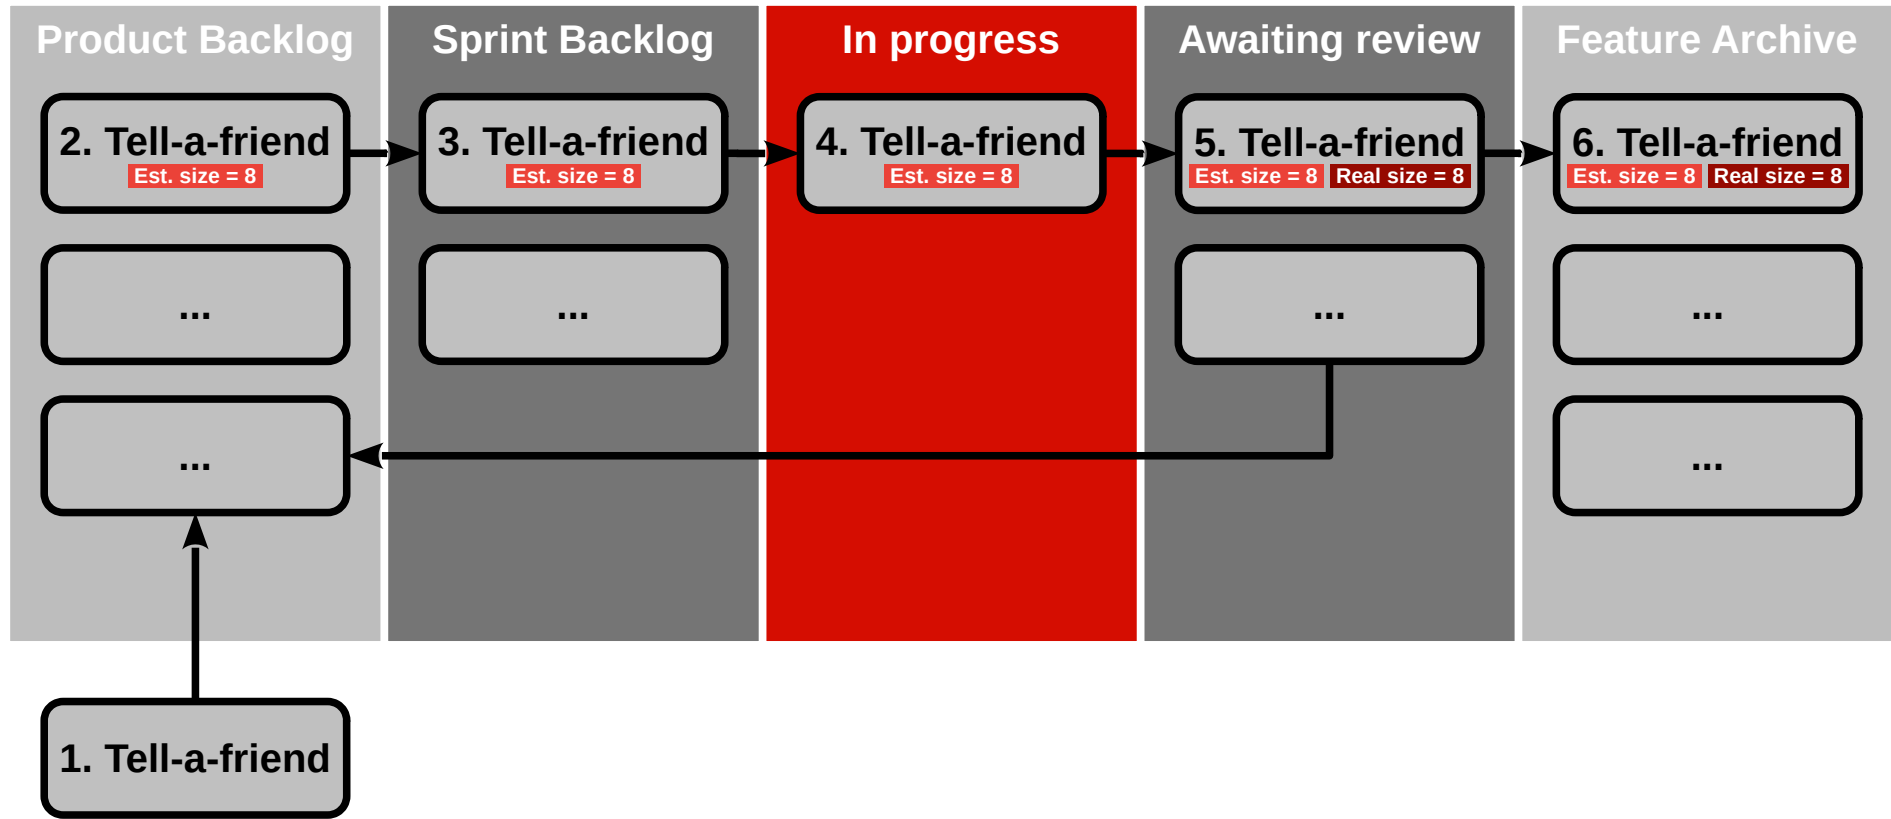 Product Backlog
Sprint Backlog
In progress
Awaiting review
Feature Archive
2. Tell-a-friend
Est. size = 8
3. Tell-a-friend
Est. size = 8
4. Tell-a-friend
Est. size = 8
5. Tell-a-friend
Est. size = 8 Real size = 8
6. Tell-a-friend
Est. size = 8 Real size = 8
...
...
...
...
...
...
1. Tell-a-friend